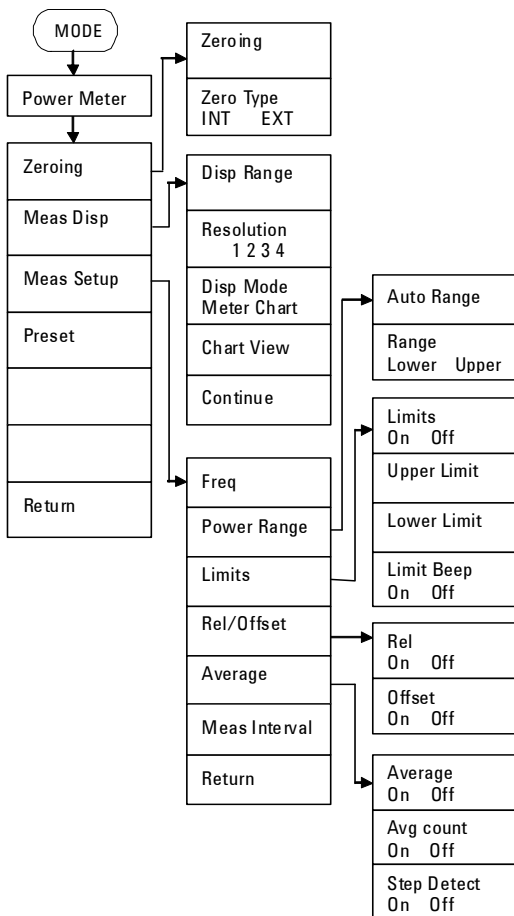 MODE
Power Meter
Zeroing
Meas Disp
Meas Setup
Preset
Return
Zeroing
Zero Type
INT EXT
Disp Range
Resolution
1 2 3 4
Disp Mode
Meter Chart
Chart View
Continue
Freq
Power Range
Limits
Rel/Offset
Average
Meas Interval
Return
Auto Range
Range
Lower Upper
Limits
On Off
Upper Limit
Lower Limit
Limit Beep
On Off
Rel
On Off
Offset
On Off
Average
On Off
Avg count
On Off
Step Detect
On Off